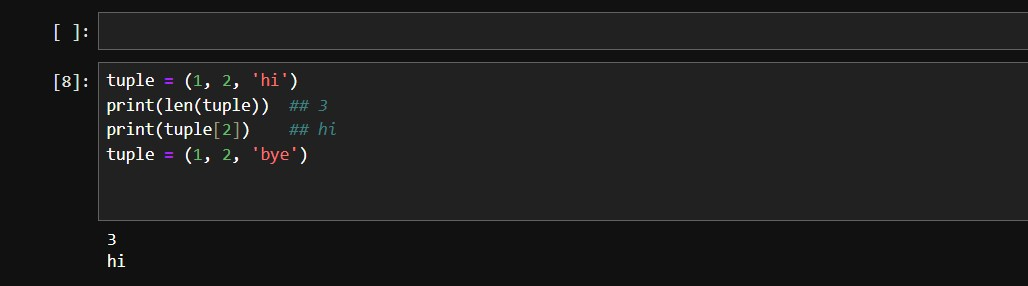 [ ]:
[8]: tuple = (1, 2, 'hi')
print(len(tuple))  ## 3
print(tuple[2])    ## hi
tuple = (1, 2, 'bye')
3
hi